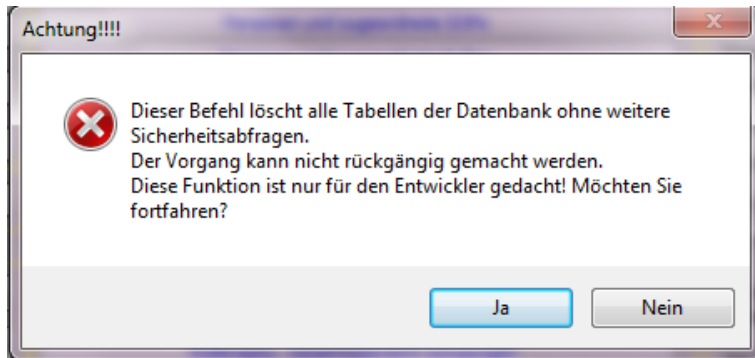 Achtung!!!!
Dieser Befehl löscht alle Tabellen der Datenbank ohne weitere
Sicherheitsabfragen.
Der Vorgang kann nicht rückgängig gemacht werden.
Diese Funktion ist nur für den Entwickler gedacht! Möchten Sie
fortfahren?
Ja
Nein